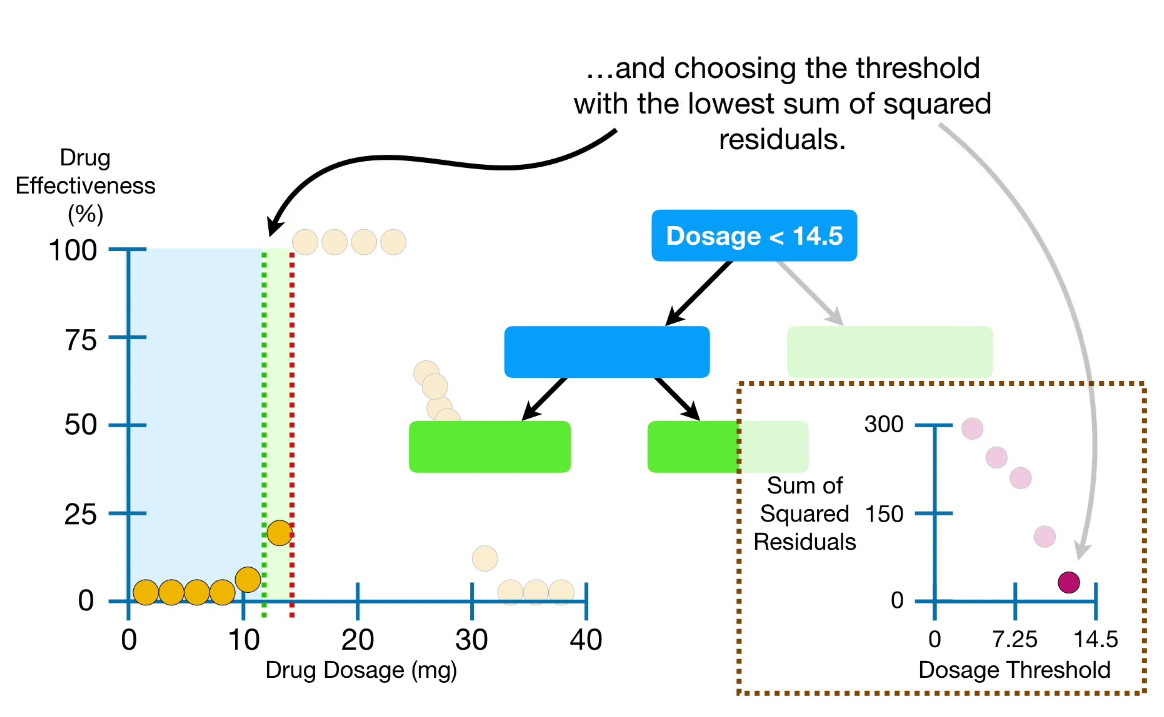 …and choosing the threshold
with the lowest sum of squared
residuals.
Drug
Effectiveness
(%)
100
75
50
25
0
0
10
20
30
40
Drug Dosage (mg)
Dosage < 14.5
Sum of
Squared
Residuals
300
150
0
0
7.25
14.5
Dosage Threshold